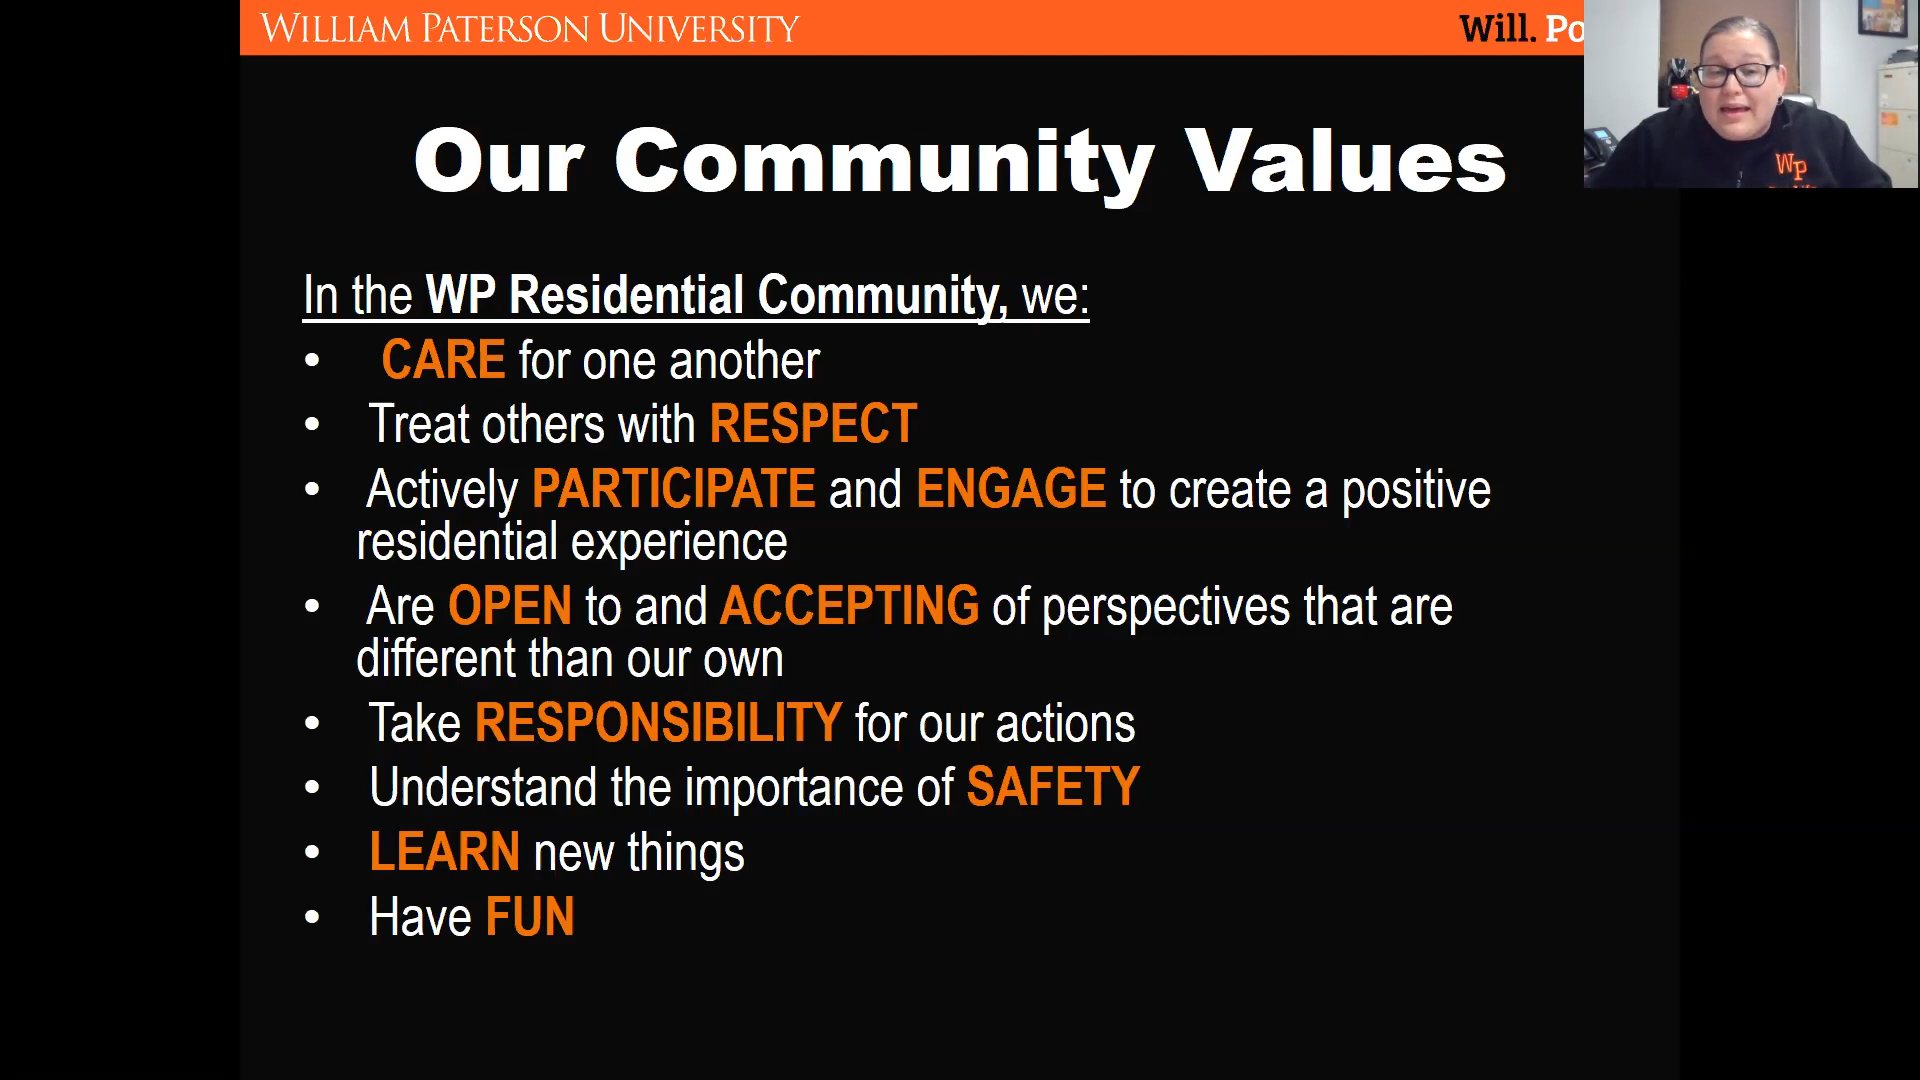 WILLIAM PATERSON UNIVERSITY
Will. Po
WP
Our Community Values
In the WP Residential Community, we:
• CARE for one another
• Treat others with RESPECT
• Actively PARTICIPATE and ENGAGE to create a positive
residential experience
• Are OPEN to and ACCEPTING of perspectives that are
different than our own
• Take RESPONSIBILITY for our actions
• Understand the importance of SAFETY
• LEARN new things
• Have FUN